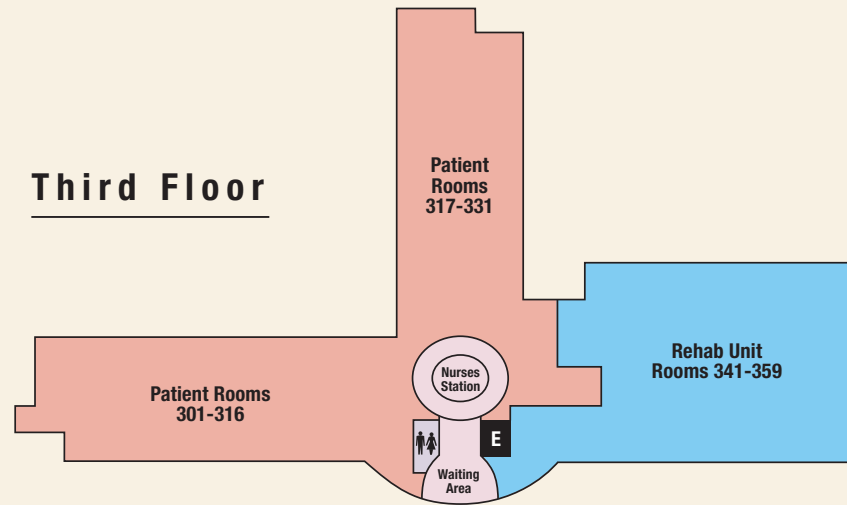 Third Floor
Patient
Rooms
317-331
Patient Rooms
301-316
Nurses
Station
Rehab Unit
Rooms 341-359
E
Waiting
Area